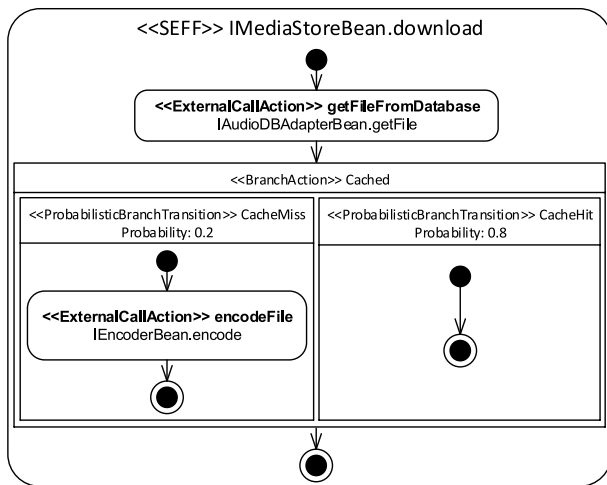 <<SEFF>> IMediaStoreBean.download
<<ExternalCallAction>> getFileFromDatabase
IAudioDBAdapterBean.getFile
<<BranchAction>> Cached
<<ProbabilisticBranchTransition>> CacheMiss
Probability: 0.2
<<ExternalCallAction>> encodeFile
IEncoderBean.encode
<<ProbabilisticBranchTransition>> CacheHit
Probability: 0.8